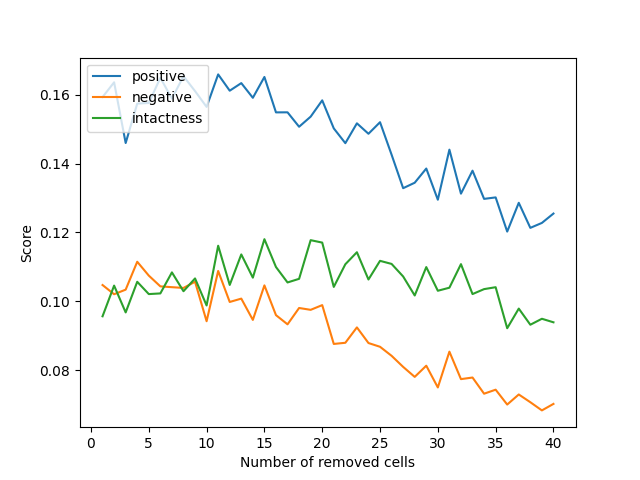 positive
negative
intactness
0.16
0.14
0.12
0.10
0.08
Score
0 5 10 15 20 25 30 35 40
Number of removed cells